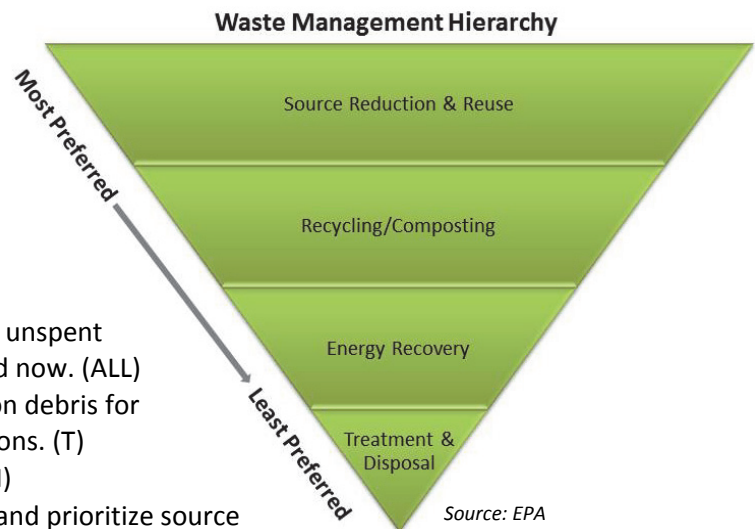 Waste Management Hierarchy
Most Preferred
Source Reduction & Reuse
Recycling/Composting
Energy Recovery
Treatment &
Disposal
Least Preferred
unspent
d now. (ALL)
on debris for
ons. (T)
)
and prioritize source
Source: EPA